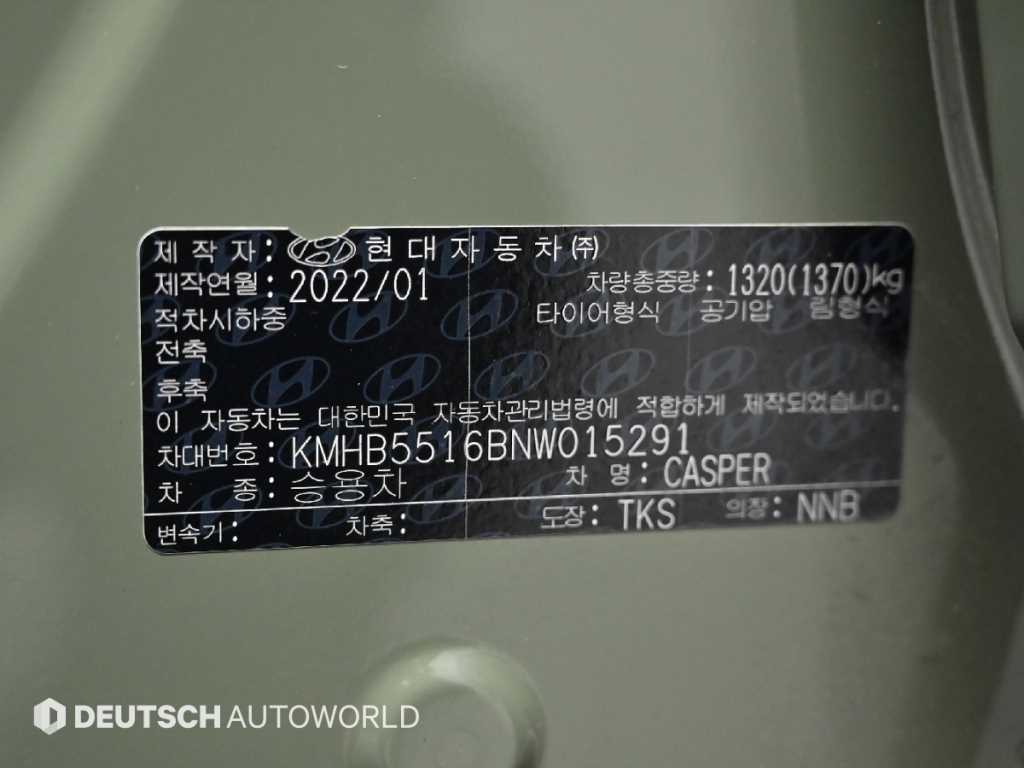 제 작 자 : 현대자동차㈜
제작연월 : 2022/01 차량총중량 : 1320(1370)kg
적차시하중 타이어형식 공기압 림형식
전축
후축
이 자동차는 대한민국 자동차관리법령에 적합하게 제작되었습니다.
차대번호 : KMHB5516BNW015291
차 종 : 승용차 차 명 : CASPER
변속기 : 차축 : 도장 : TKS 의장 : NNB
DEUTSCH AUTOWORLD